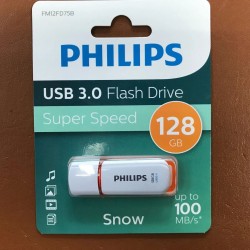 FM12FD75B
PHILIPS
USB 3.0 Flash Drive
Super Speed
128
GB
PHILIPS
Snow
up to
100
MB/s*